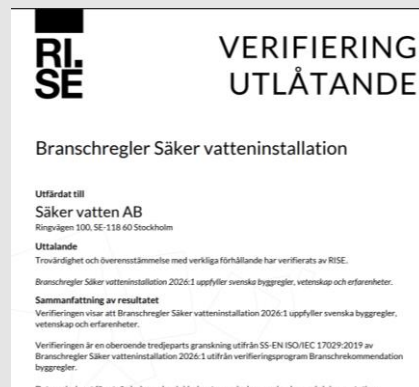 RI.
SE
VERIFIERING
UTLÅTANDE
Branschregler Säker vatteninstallation
Utfärdat till
Säker vatten AB
Ringvägen 100, SE-118 60 Stockholm
Uttalande
Trovärdighet och överensstämmelse med verkliga förhållande har verifierats av RISE.
Branschregler Säker vatteninstallation 2026:1 uppfyller svenska byggregler, vetenskap och erfarenheter.
Sammanfattning av resultatet
Verifieringen visar att Branschregler Säker vatteninstallation 2026:1 uppfyller svenska byggregler,
vetenskap och erfarenheter.
Verifieringen är en oberoende tredjeparts granskning utifrån SS-EN ISO/IEC 17029:2019 av
Branschregler Säker vatteninstallation 2026:1 utifrån verifieringsprogram Branschrekommendation
byggregler.